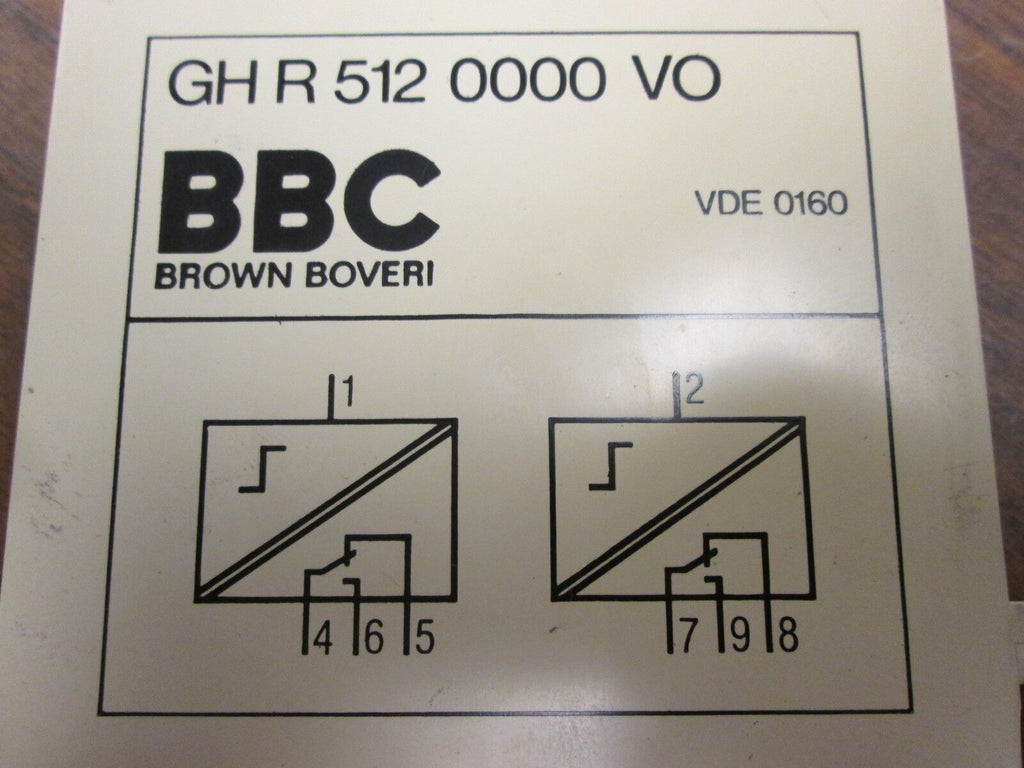 GH R 512 0000 VO
BBC
BROWN BOVERI
VDE 0160
1
2
4 6 5
7 9 8